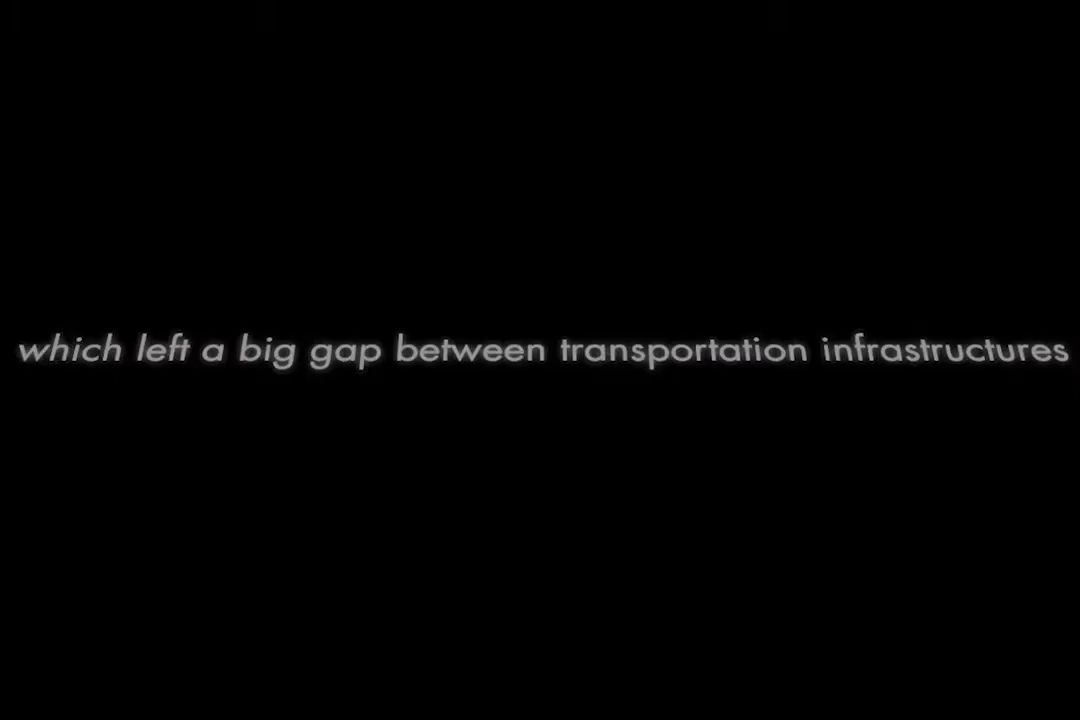 which left a big gap between transportation infrastructures